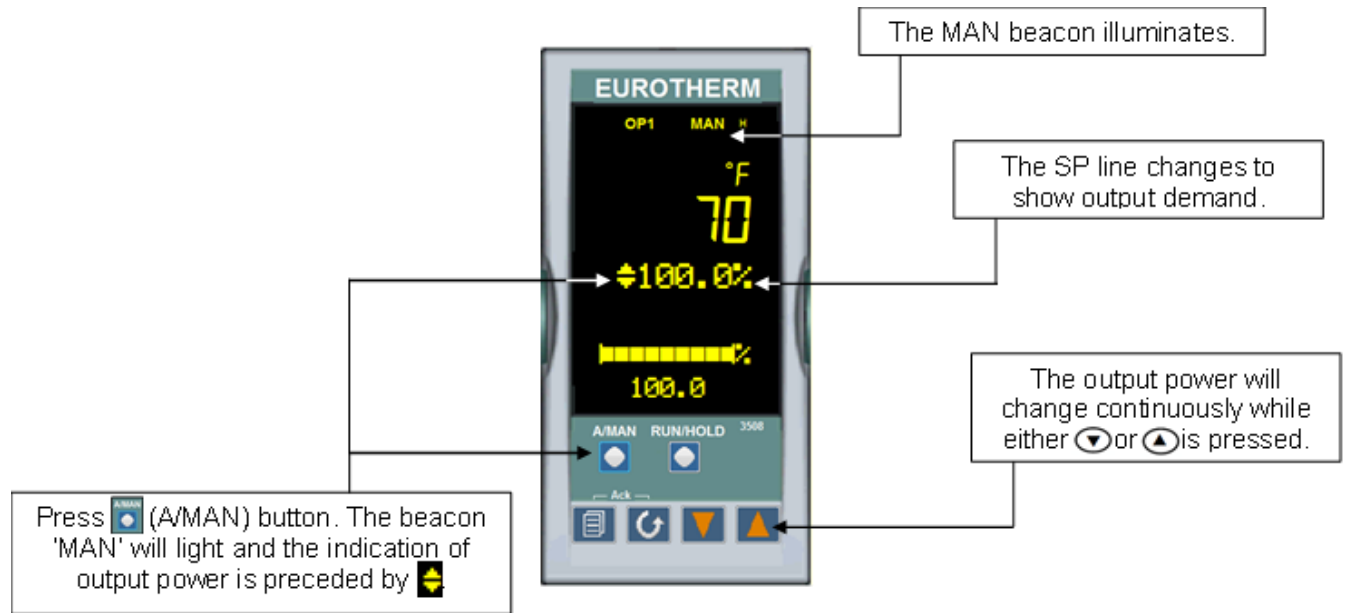 The MAN beacon illuminates.
EUROTHERM
OP1 MAN H
°F
70
The SP line changes to
show output demand.
100.0%
%
100.0
The output power will
change continuously while
either ▼ or ▲ is pressed.
A/MAN RUN/HOLD 3508
Ack
Press A/MAN (A/MAN) button. The beacon
'MAN' will light and the indication of
output power is preceded by